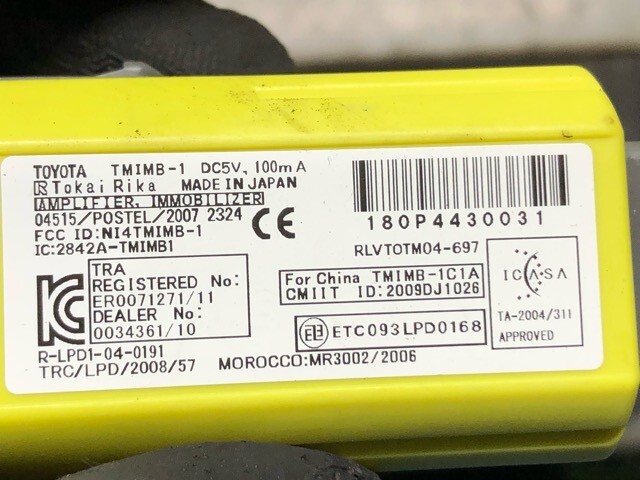 TOYOTA TMIMB-1 DC5V, 100mA
Tokai Rika MADE IN JAPAN
AMPLIFIER, IMMOBILIZER
04515/POSTEL/2007 2324
FCC ID:NI4TMIMB-1
IC:2842A-TMIMB1
CE
180P4430031
RLVTOTM04-697
KC
TRA
REGISTERED No:
ER0071271/11
DEALER No:
0034361/10
For China TMIMB-1C1A
CMIIT ID:2009DJ1026
ETC093LPD0168
ICASA
TA-2004/311
APPROVED
R-LPD1-04-0191
TRC/LPD/2008/57
MOROCCO:MR3002/2006